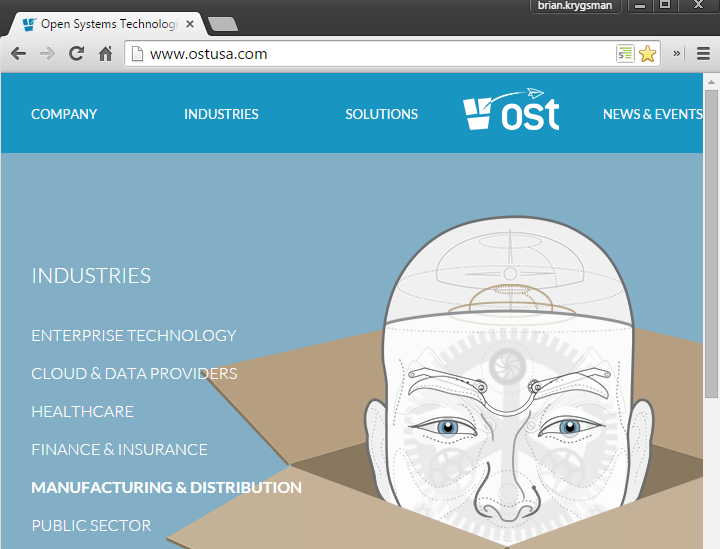 brian.krygsman
Open Systems Technologi
www.ostusa.com
COMPANY INDUSTRIES SOLUTIONS ost NEWS & EVENTS
INDUSTRIES
ENTERPRISE TECHNOLOGY
CLOUD & DATA PROVIDERS
HEALTHCARE
FINANCE & INSURANCE
MANUFACTURING & DISTRIBUTION
PUBLIC SECTOR